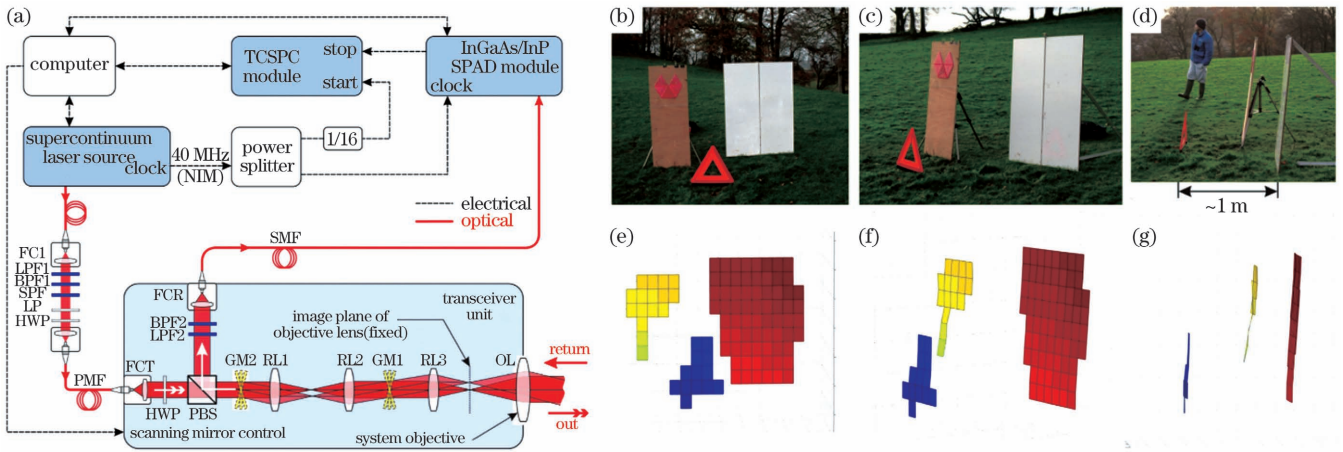 (a)
computer
TCSPC
module
stop
start
InGaAs/InP
SPAD module
clock
supercontinuum
laser source
clock
40 MHz
(NIM)
power
splitter
1/16
electrical
optical
FC1
LPF1
BPF1
SPF
LP
HWP
SMF
PMF
FCR
BPF2
LPF2
FCT
HWP
PBS
GM2
RL1
RL2
GM1
RL3
OL
image plane of
objective lens(fixed)
transceiver
unit
return
out
scanning mirror control
system objective
(b)
(c)
(d)
~1 m
(e)
(f)
(g)